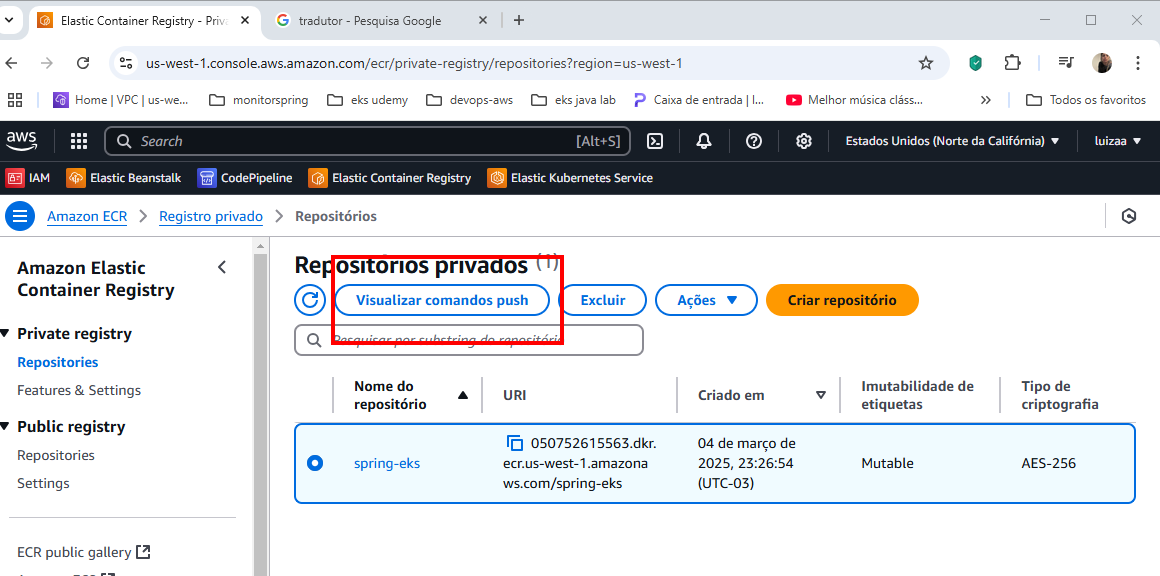 Elastic Container Registry - Priva
tradutor - Pesquisa Google
us-west-1.console.aws.amazon.com/ecr/private-registry/repositories?region=us-west-1
Home | VPC | us-we...
monitorspring
eks udemy
devops-aws
eks java lab
Caixa de entrada | l...
Melhor música cláss...
Todos os favoritos
aws
Search
[Alt+S]
Estados Unidos (Norte da Califórnia)
luizaa
IAM
Elastic Beanstalk
CodePipeline
Elastic Container Registry
Elastic Kubernetes Service
Amazon ECR
Registro privado
Repositórios
Amazon Elastic
Container Registry
Private registry
Repositories
Features & Settings
Public registry
Repositories
Settings
ECR public gallery
Repositórios privados (1)
Visualizar comandos push
Excluir
Ações
Criar repositório
Pesquisar por substring do repositório
Nome do
repositório
URI
Criado em
Imutabilidade de
etiquetas
Tipo de
criptografia
spring-eks
050752615563.dkr.
ecr.us-west-1.amazona
ws.com/spring-eks
04 de março de
2025, 23:26:54
(UTC-03)
Mutable
AES-256